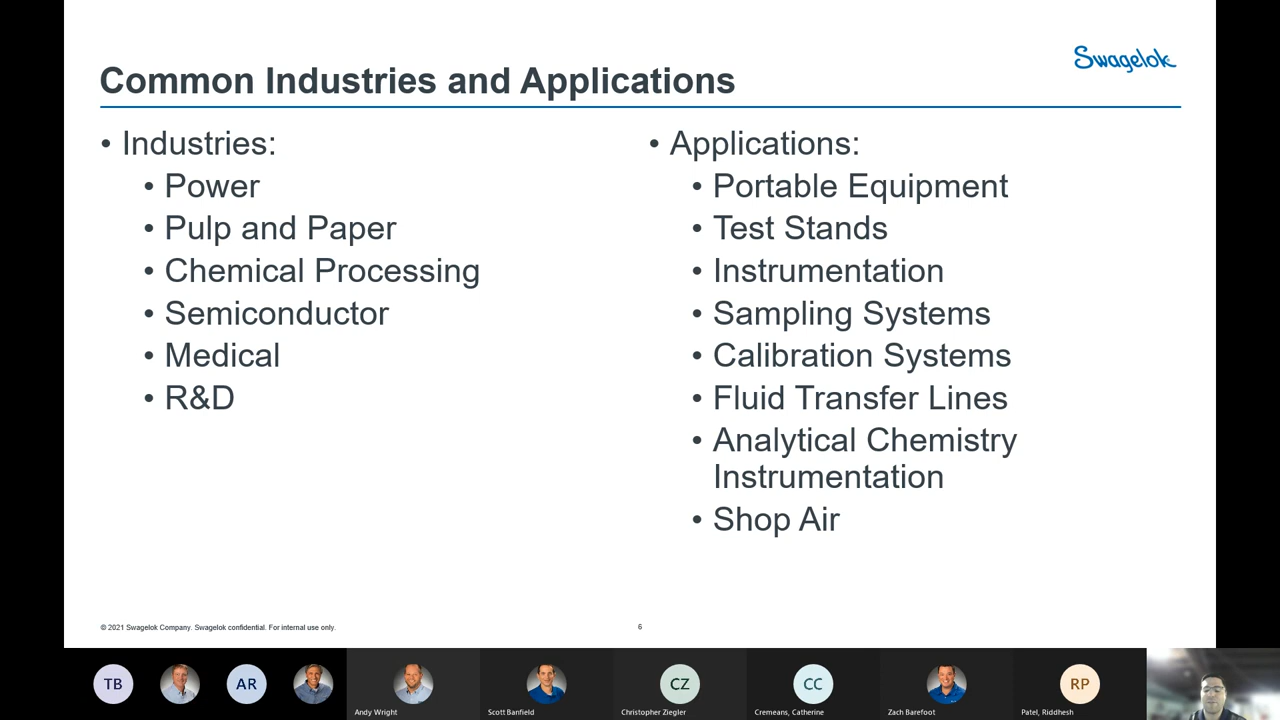 Swagelok
Common Industries and Applications
• Industries:
• Power
• Pulp and Paper
• Chemical Processing
• Semiconductor
• Medical
• R&D
• Applications:
• Portable Equipment
• Test Stands
• Instrumentation
• Sampling Systems
• Calibration Systems
• Fluid Transfer Lines
• Analytical Chemistry
Instrumentation
• Shop Air
© 2021 Swagelok Company. Swagelok confidential. For internal use only.
6
TB
AR
CZ
CC
RP
Andy Wright
Scott Banfield
Christopher Ziegler
Cremeans, Catherine
Zach Barefoot
Patel, Riddhesh